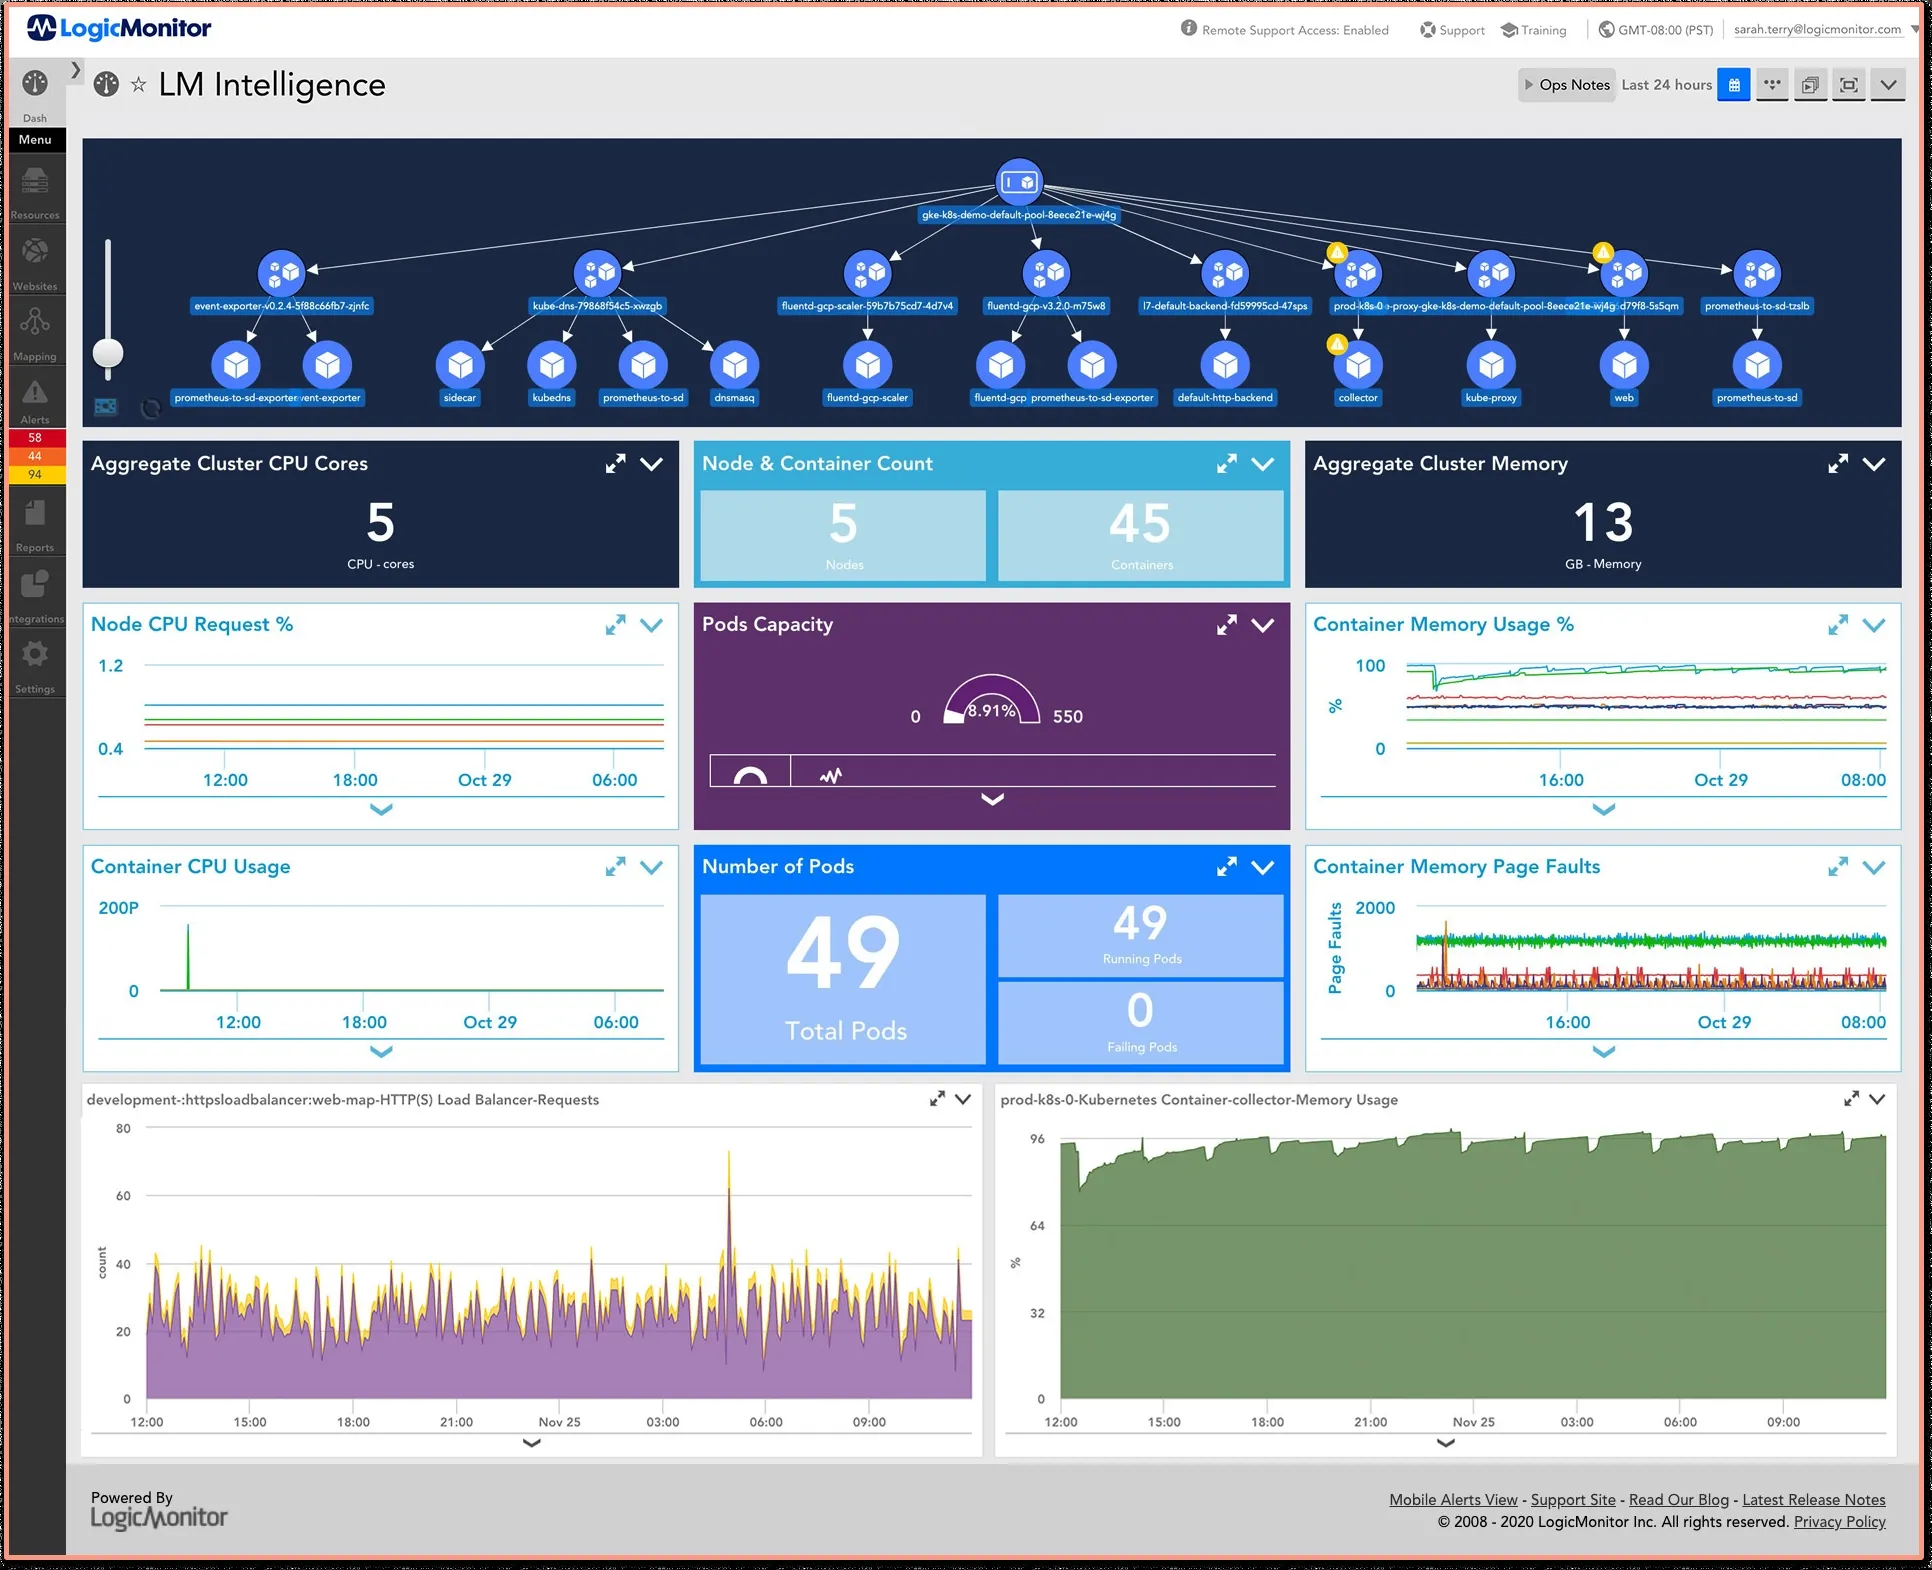 LogicMonitor
Remote Support Access: Enabled
Support
Training
GMT-08:00 (PST)
sarah.terry@logicmonitor.com
LM Intelligence
Ops Notes
Last 24 hours
Dash
Menu
Resources
Websites
Mapping
Alerts
58
44
94
Reports
ntegrations
Settings
gke-k8s-demo-default-pool-8eece21e-wj4g
event-exporter-v0.2.4-5f88c66fb7-zjnfc
kube-dns-79868f54c5-xwzgb
fluentd-gcp-scaler-59b7b75cd7-4d7v4
fluentd-gcp-v3.2.0-m75w8
l7-default-backend-fd59995cd-47sps
prod-k8s-0
e-proxy-gke-k8s-demo-default-pool-8eece21e-wj4g
d79f8-5s5qm
prometheus-to-sd-tzslb
prometheus-to-sd-exporter
vent-exporter
sidecar
kubedns
prometheus-to-sd
dnsmasq
fluentd-gcp-scaler
fluentd-gcp
prometheus-to-sd-exporter
default-http-backend
collector
kube-proxy
web
prometheus-to-sd
Aggregate Cluster CPU Cores
5
CPU - cores
Node & Container Count
5
Nodes
45
Containers
Aggregate Cluster Memory
13
GB - Memory
Node CPU Request %
1.2
0.4
12:00 18:00 Oct 29 06:00
Pods Capacity
0
8.91%
550
Container Memory Usage %
100
%
0
16:00 Oct 29 08:00
Container CPU Usage
200P
0
12:00 18:00 Oct 29 06:00
Number of Pods
49
Total Pods
49
Running Pods
0
Failing Pods
Container Memory Page Faults
Page Faults
2000
0
16:00 Oct 29 08:00
development-:httpsloadbalancer:web-map-HTTP(S) Load Balancer-Requests
80
60
count
40
20
0
12:00 15:00 18:00 21:00 Nov 25 03:00 06:00 09:00
prod-k8s-0-Kubernetes Container-collector-Memory Usage
96
64
%
32
0
12:00 15:00 18:00 21:00 Nov 25 03:00 06:00 09:00
Powered By
LogicMonitor
Mobile Alerts View - Support Site - Read Our Blog - Latest Release Notes
© 2008 - 2020 LogicMonitor Inc. All rights reserved. Privacy Policy